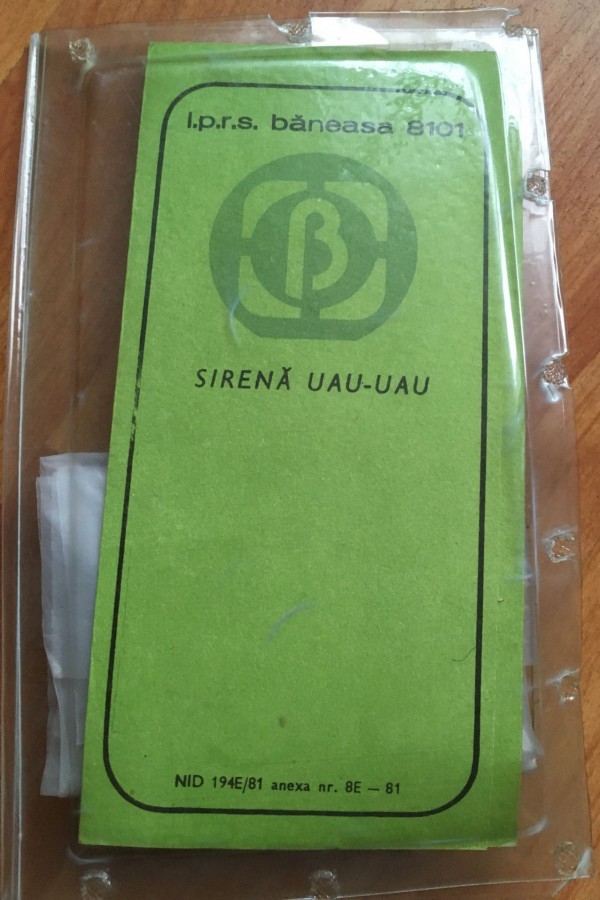 I.p.r.s. băneasa 8101
β
SIRENĂ UAU-UAU
NID 194E/81 anexa nr. 8E — 81